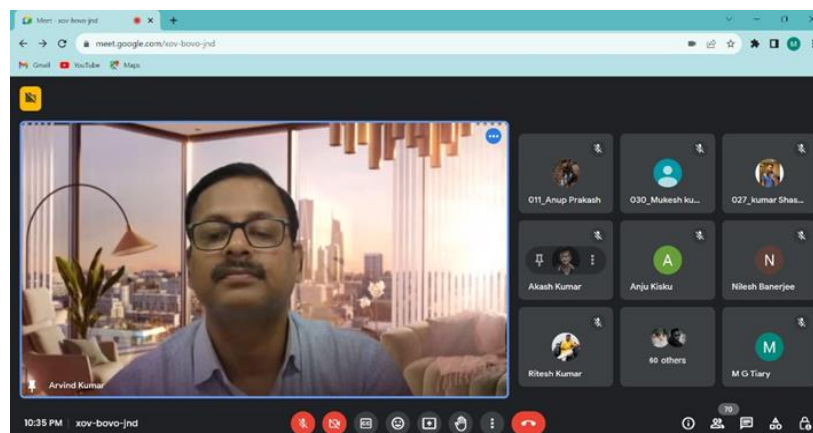 Meet - xov-bovo-jnd
meet.google.com/xov-bovo-jnd
M
Gmail YouTube Maps
011_Anup Prakash
030_Mukesh ku...
027_kumar Shas...
Akash Kumar
A
Anju Kisku
N
Nilesh Banerjee
Ritesh Kumar
60 others
M
M G Tiary
Arvind Kumar
10:35 PM | xov-bovo-jnd
CC
70